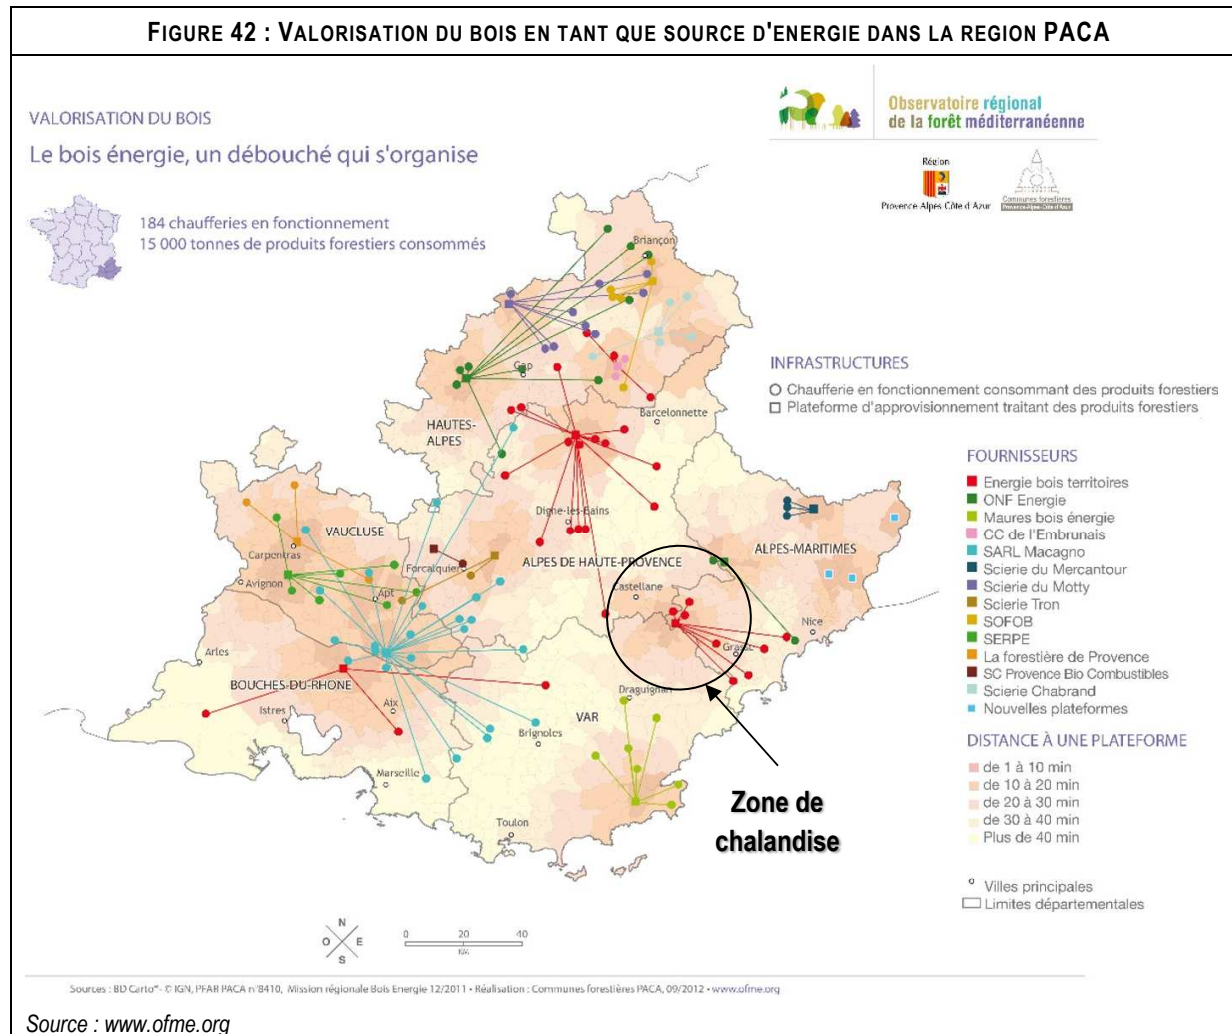 FIGURE 42 : VALORISATION DU BOIS EN TANT QUE SOURCE D'ENERGIE DANS LA REGION PACA
VALORISATION DU BOIS
Le bois énergie, un débouché qui s'organise
184 chaufferies en fonctionnement
15 000 tonnes de produits forestiers consommés
Observatoire régional
de la forêt méditerranéenne
Région
Provence-Alpes-Côte d'Azur
Communes forestières
Provence-Alpes-Côte d'Azur
Briançon
Gap
HAUTES-
ALPES
Barcelonnette
Digne-les-Bains
ALPES DE HAUTE-PROVENCE
ALPES-MARITIMES
VAUCLUSE
Carpentras
Avignon
Forcalquier
Apt
Castellane
Nice
Grasse
Arles
BOUCHES-DU-RHONE
Istres
Aix
Draguignan
VAR
Brignoles
Marseille
Toulon
Zone de
chalandise
INFRASTRUCTURES
Chaufferie en fonctionnement consommant des produits forestiers
Plateforme d'approvisionnement traitant des produits forestiers
FOURNISSEURS
Energie bois territoires
ONF Energie
Maures bois énergie
CC de l'Embrunais
SARL Macagno
Scierie du Mercantour
Scierie du Motty
Scierie Tron
SOFOB
SERPE
La forestière de Provence
SC Provence Bio Combustibles
Scierie Chabrand
Nouvelles plateformes
DISTANCE À UNE PLATEFORME
de 1 à 10 min
de 10 à 20 min
de 20 à 30 min
de 30 à 40 min
Plus de 40 min
Villes principales
Limites départementales
N
O E
S
0 20 40
Km
Sources : BD Carto®- © IGN, PFAR PACA n°8410, Mission régionale Bois Energie 12/2011 • Réalisation : Communes forestières PACA, 09/2012 • www.ofme.org
Source : www.ofme.org